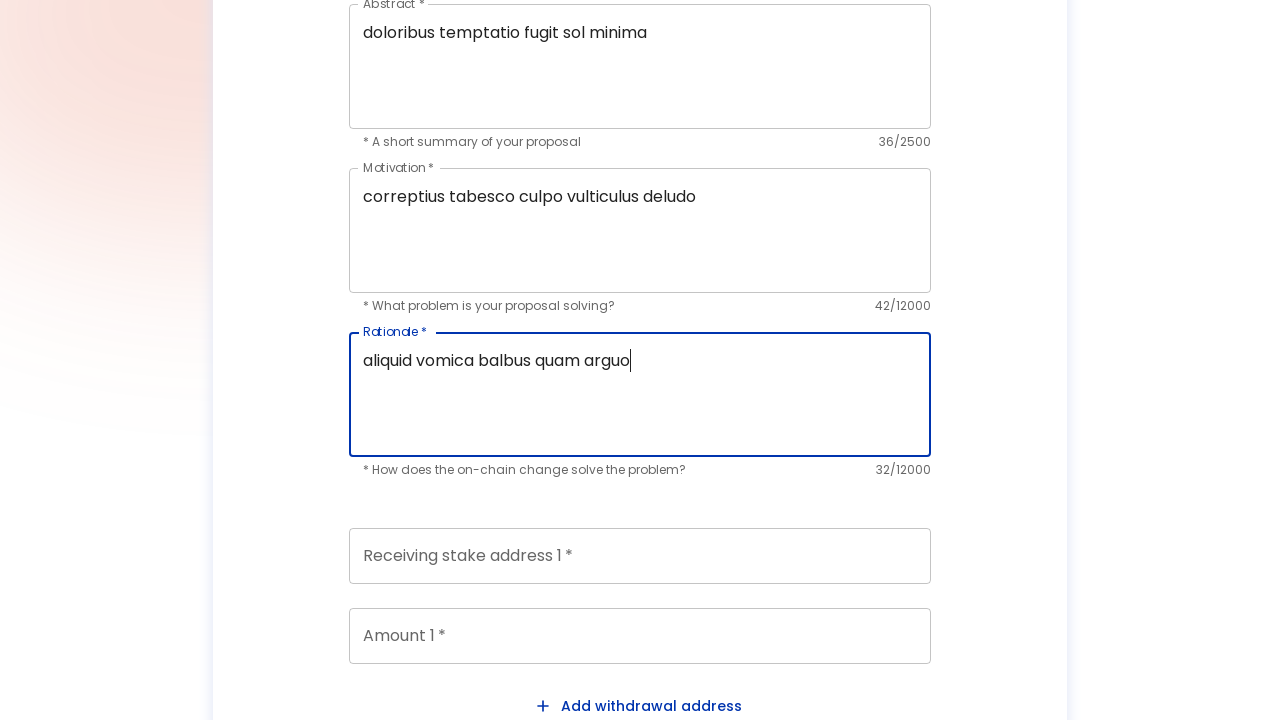 Abstract *
doloribus temptatio fugit sol minima
* A short summary of your proposal 36/2500
Motivation *
correptius tabesco culpo vulticulus deludo
* What problem is your proposal solving? 42/12000
Rationale *
aliquid vomica balbus quam arguo
* How does the on-chain change solve the problem? 32/12000
Receiving stake address 1 *
Amount 1 *
+ Add withdrawal address